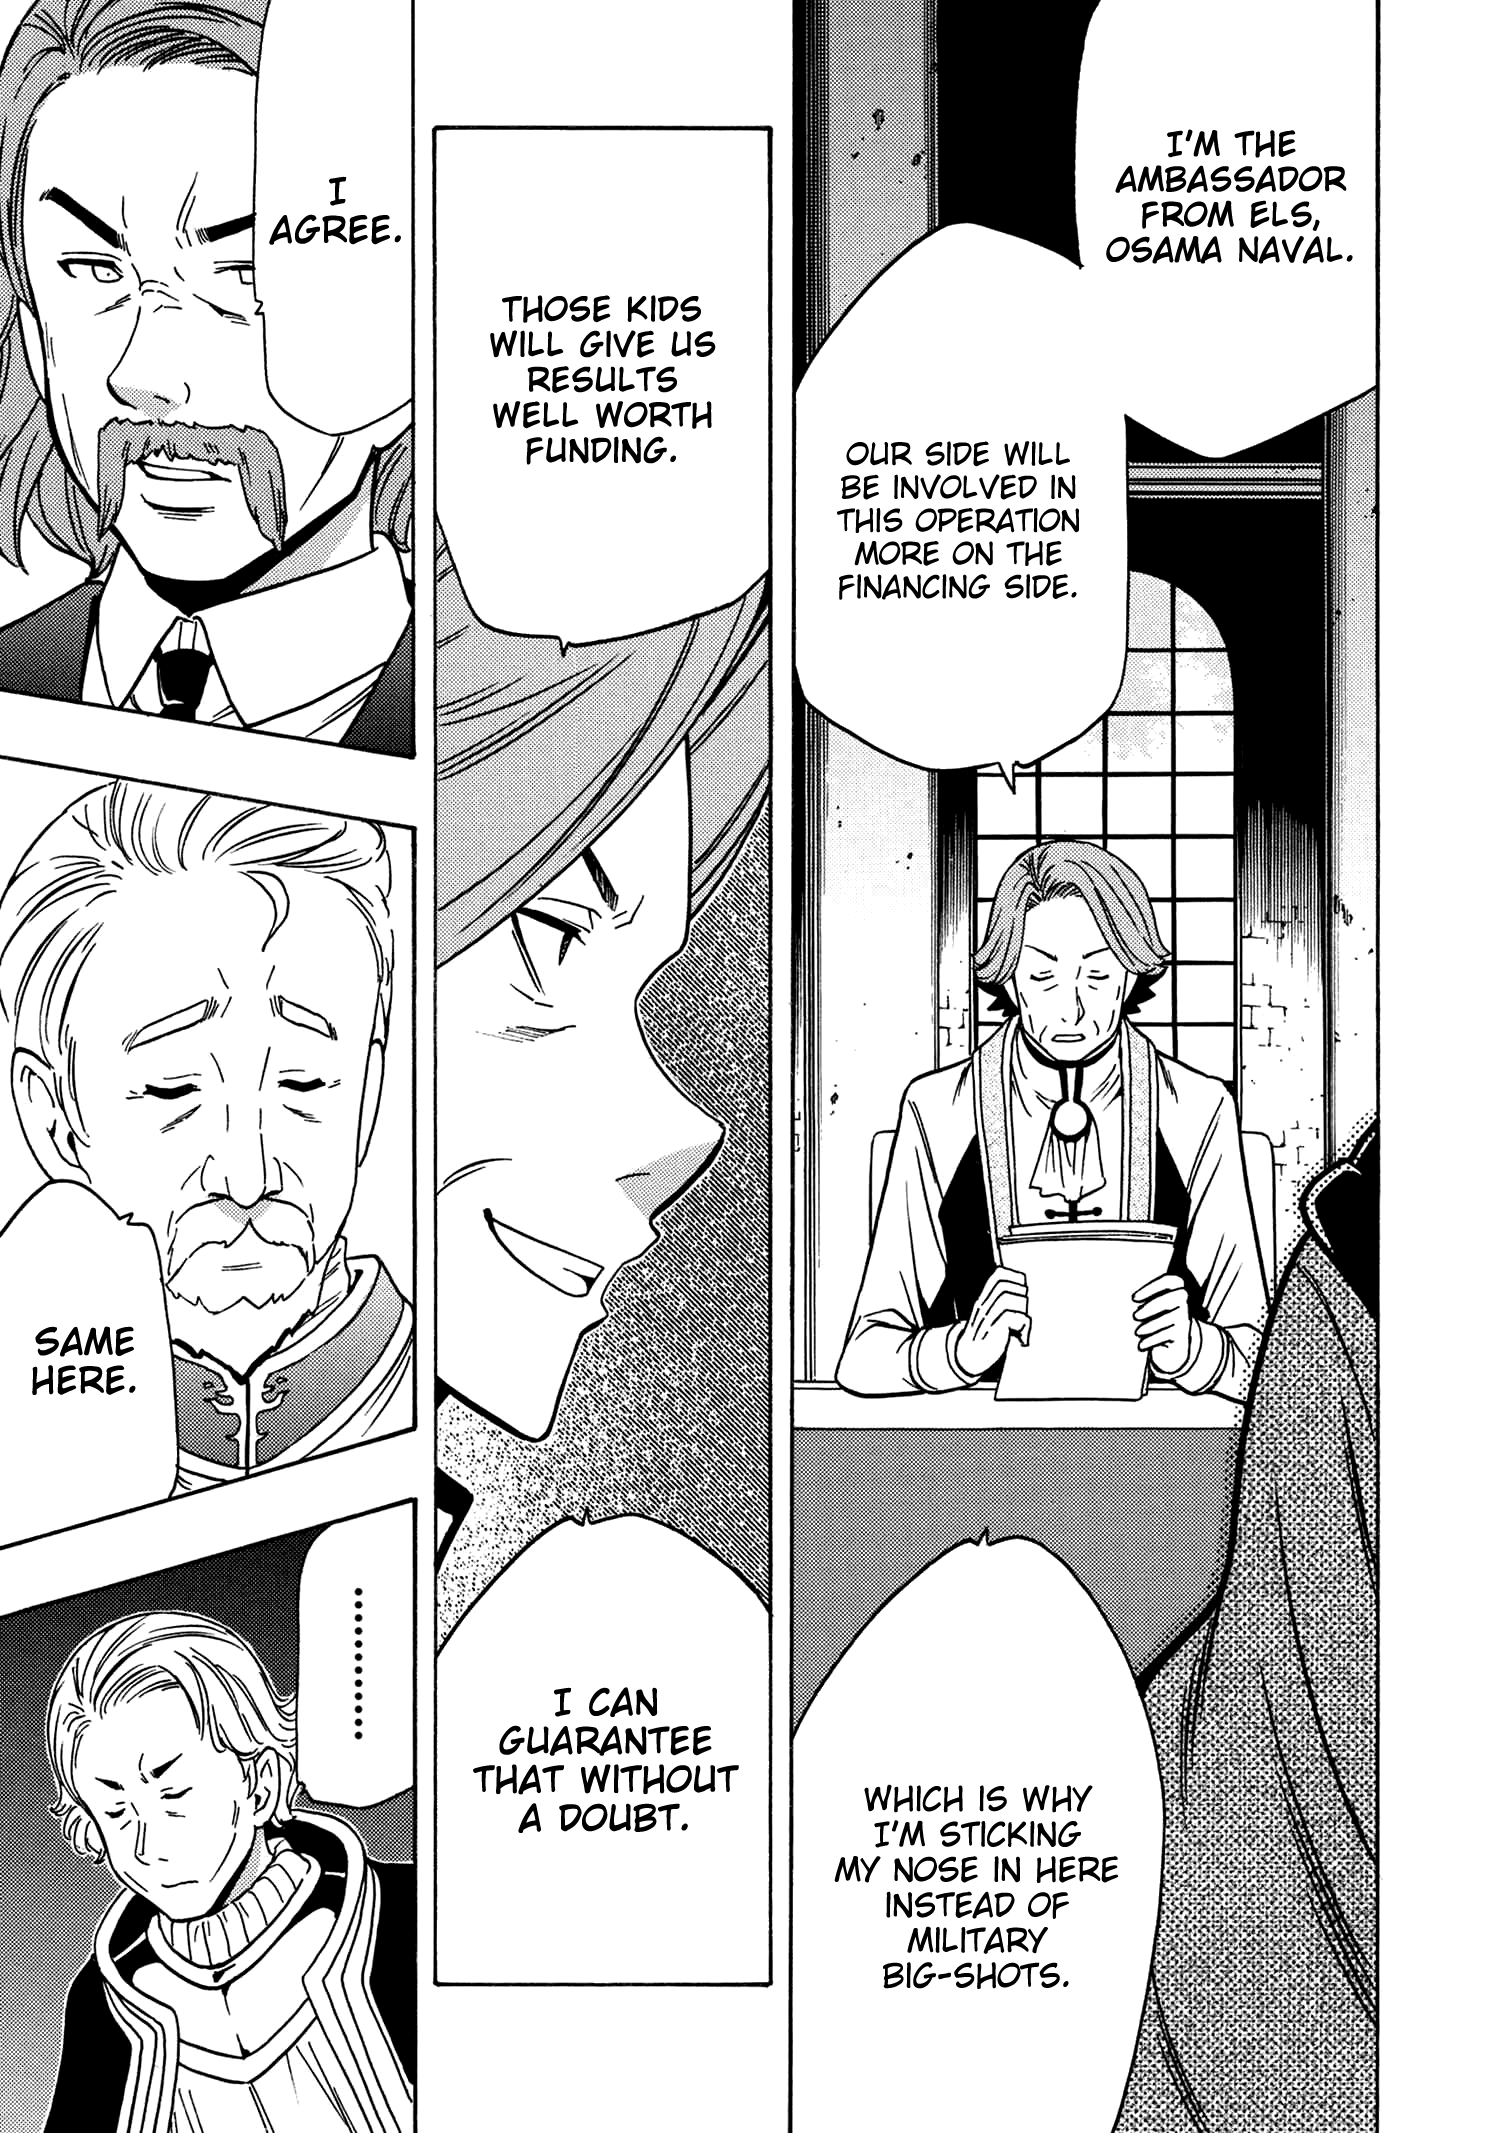 I'M THE
AMBASSADOR
FROM ELS,
OSAMA NAVAL.
OUR SIDE WILL
BE INVOLVED IN
THIS OPERATION
MORE ON THE
FINANCING SIDE.
WHICH IS WHY
I'M STICKING
MY NOSE IN HERE
INSTEAD OF
MILITARY
BIG-SHOTS.
THOSE KIDS
WILL GIVE US
RESULTS
WELL WORTH
FUNDING.
I CAN
GUARANTEE
THAT WITHOUT
A DOUBT.
I
AGREE.
SAME
HERE.
............